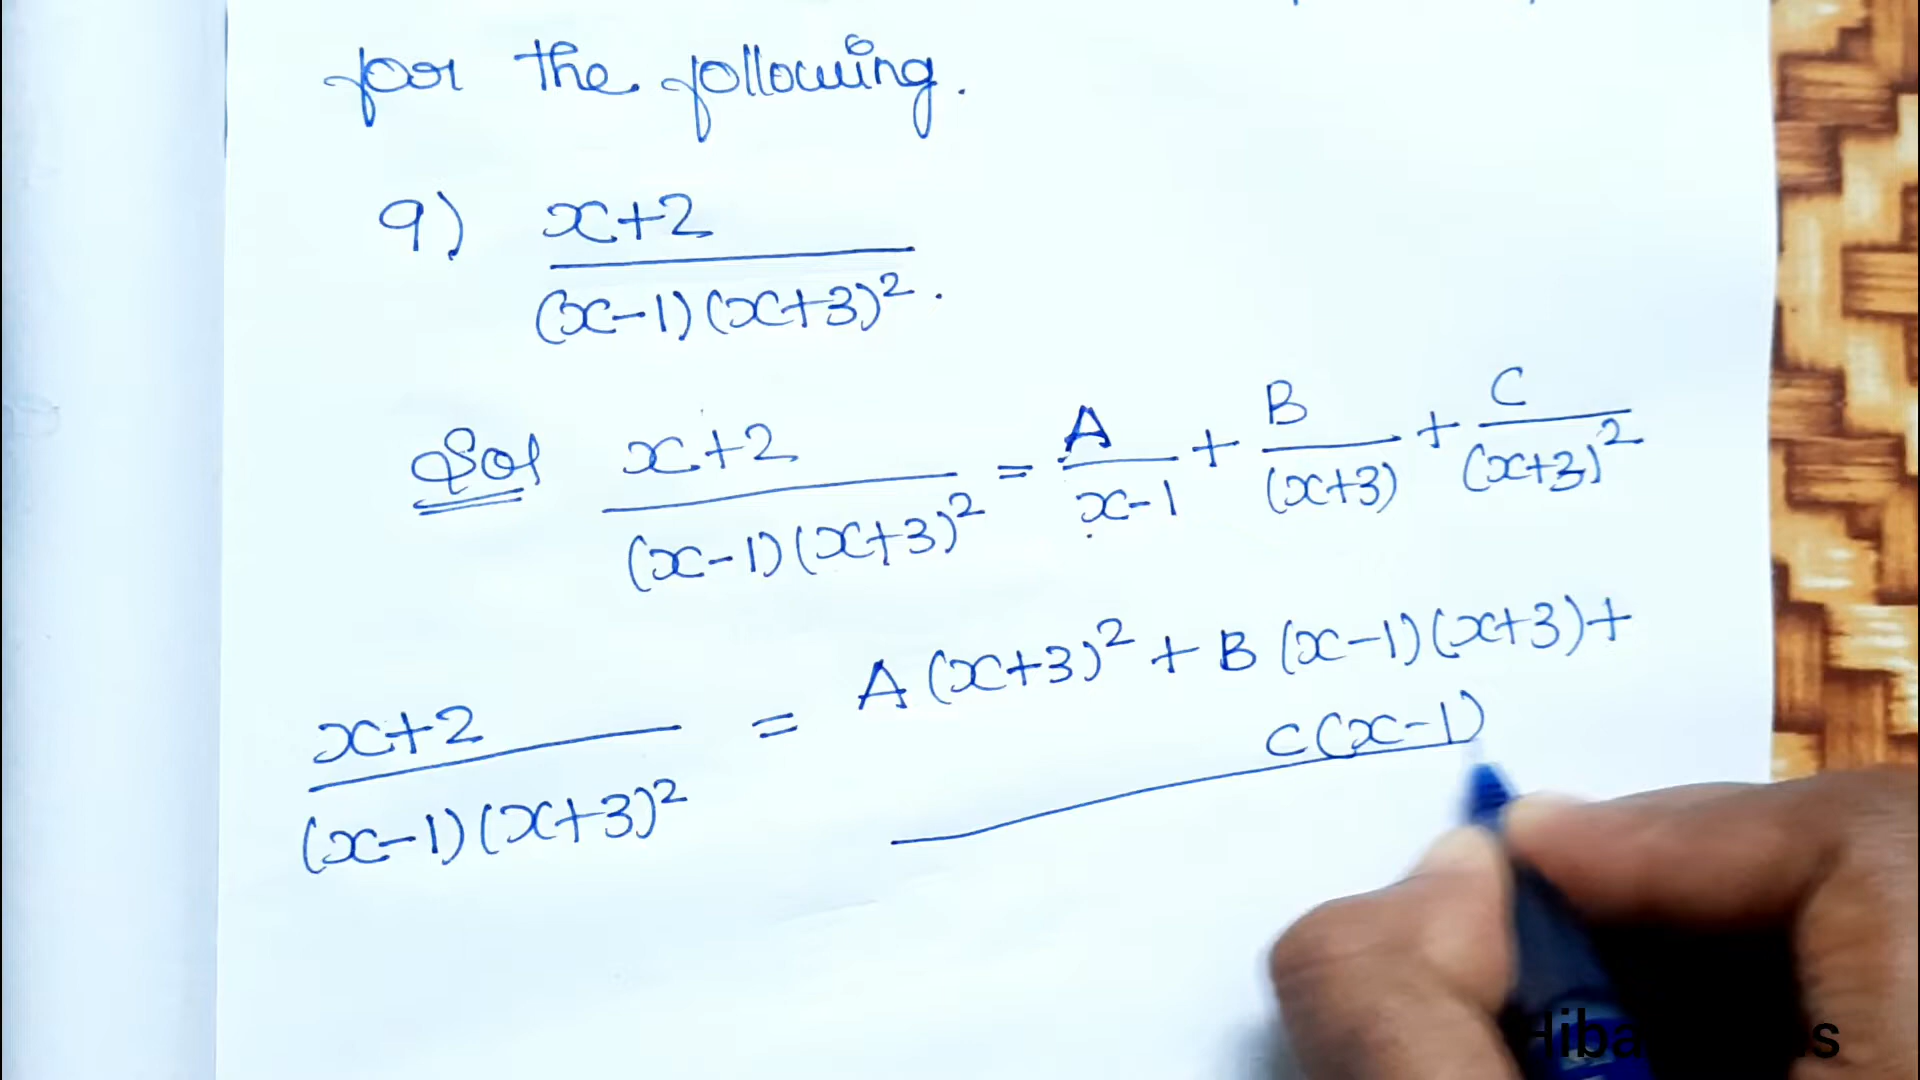 for the following.
9) x+2
(x-1)(x+3)².
Sol x+2 = A + B + C
(x-1)(x+3)² x-1 (x+3) (x+3)²
x+2 = A(x+3)² + B(x-1)(x+3)+
C(x-1)
(x-1)(x+3)²